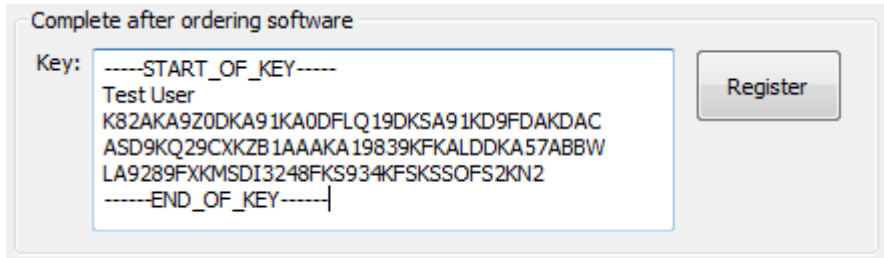 Complete after ordering software
Key:
-----START_OF_KEY-----
Test User
K82AKA9Z0DKA91KA0DFLQ19DKSA91KD9FDAKDAC
ASD9KQ29CXKZB1AAAKA19839KFKALDDKA57ABBW
LA9289FXKMSDI3248FKS934KFSKSSOFS2KN2
------END_OF_KEY------
Register